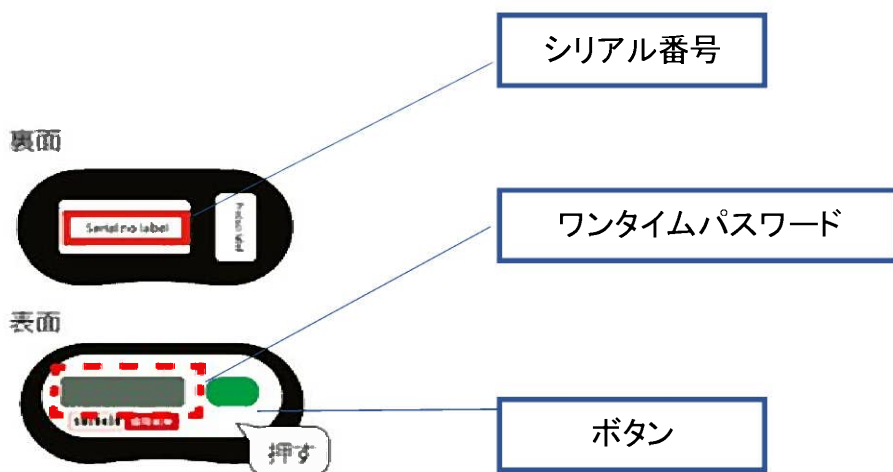 シリアル番号
裏面
Serial no label
ワンタイムパスワード
表面
ボタン
押す